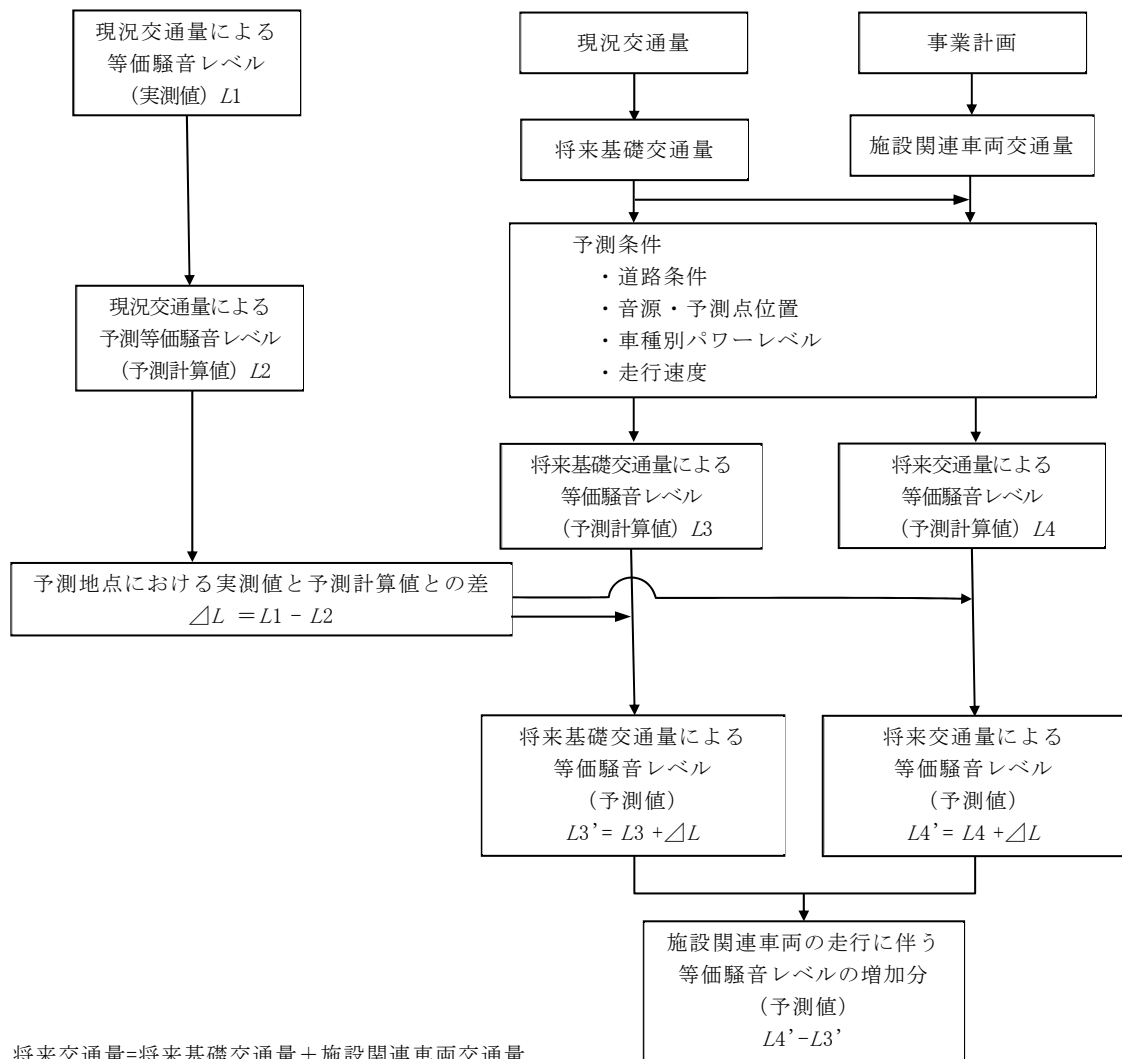 現況交通量による
等価騒音レベル
(実測値) L1
現況交通量
事業計画
将来基礎交通量
施設関連車両交通量
予測条件
・道路条件
・音源・予測点位置
・車種別パワーレベル
・走行速度
現況交通量による
予測等価騒音レベル
(予測計算値) L2
将来基礎交通量による
等価騒音レベル
(予測計算値) L3
将来交通量による
等価騒音レベル
(予測計算値) L4
予測地点における実測値と予測計算値との差
⊿L =L1 - L2
将来基礎交通量による
等価騒音レベル
(予測値)
L3’= L3 +⊿L
将来交通量による
等価騒音レベル
(予測値)
L4’= L4 +⊿L
施設関連車両の走行に伴う
等価騒音レベルの増加分
(予測値)
L4’-L3’
将来交通量=将来基礎交通量+施設関連車両交通量